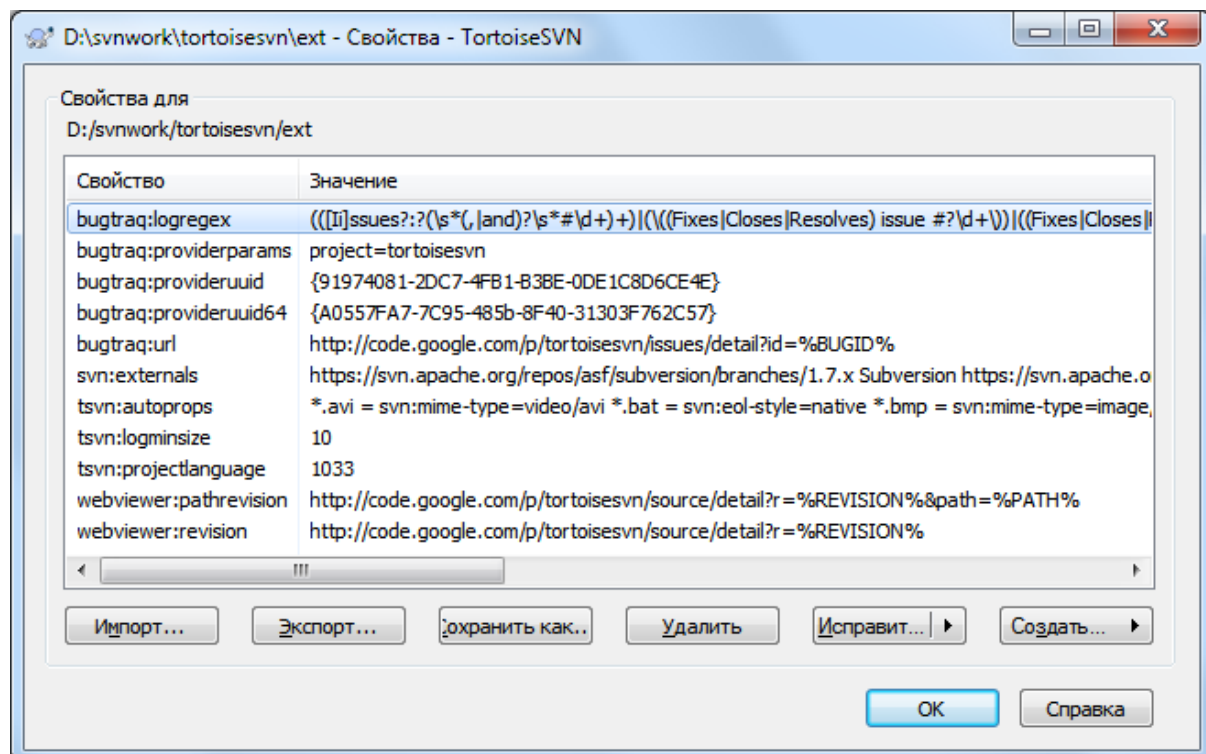 D:\svnwork\tortoisesvn\ext - Свойства - TortoiseSVN
Свойства для
D:/svnwork/tortoisesvn/ext
Свойство Значение
bugtraq:logregex (([Ii]ssues?:?(\s*(,|and)?\s*#\d+)+)|(\((Fixes|Closes|Resolves) issue #?\d+\))|((Fixes|Closes|
bugtraq:providerparams project=tortoisesvn
bugtraq:provideruuid {91974081-2DC7-4FB1-B3BE-0DE1C8D6CE4E}
bugtraq:provideruuid64 {A0557FA7-7C95-485b-8F40-31303F762C57}
bugtraq:url http://code.google.com/p/tortoisesvn/issues/detail?id=%BUGID%
svn:externals https://svn.apache.org/repos/asf/subversion/branches/1.7.x Subversion https://svn.apache.o
tsvn:autoprops *.avi = svn:mime-type=video/avi *.bat = svn:eol-style=native *.bmp = svn:mime-type=image,
tsvn:logminsize 10
tsvn:projectlanguage 1033
webviewer:pathrevision http://code.google.com/p/tortoisesvn/source/detail?r=%REVISION%&path=%PATH%
webviewer:revision http://code.google.com/p/tortoisesvn/source/detail?r=%REVISION%
Импорт... Экспорт... Сохранить как.. Удалить Исправит... Создать...
OK Справка